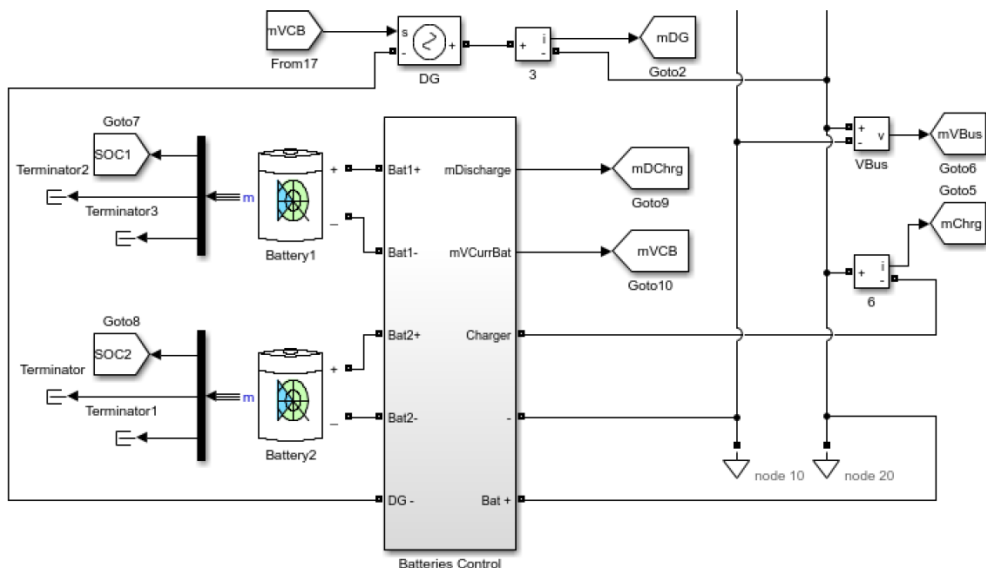 mVCB
From17
s
-
+
DG
+
i
-
3
mDG
Goto2
Goto7
SOC1
Terminator2
Terminator3
m
+
_
Battery1
Bat1+
Bat1-
mDischarge
mDChrg
Goto9
mVCurrBat
mVCB
Goto10
+
-
v
VBus
mVBus
Goto6
Goto5
mChrg
+
i
-
6
Goto8
SOC2
Terminator
Terminator1
m
+
_
Battery2
Bat2+
Bat2-
DG -
Charger
-
Bat +
Batteries Control
node 10
node 20